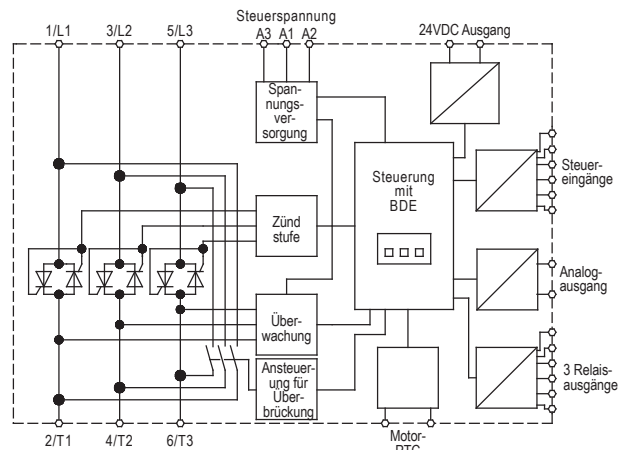 Steuerspannung
1/L1 3/L2 5/L3 A3 A1 A2 24VDC Ausgang
Span-
nungs-
ver-
sorgung
Steuerung
mit
BDE
Steuer-
eingänge
Zünd
stufe
Analog-
ausgang
Über-
wachung
Ansteuer-
ung für
Über-
brückung
3 Relais-
ausgänge
2/T1 4/T2 6/T3
Motor-
PTC